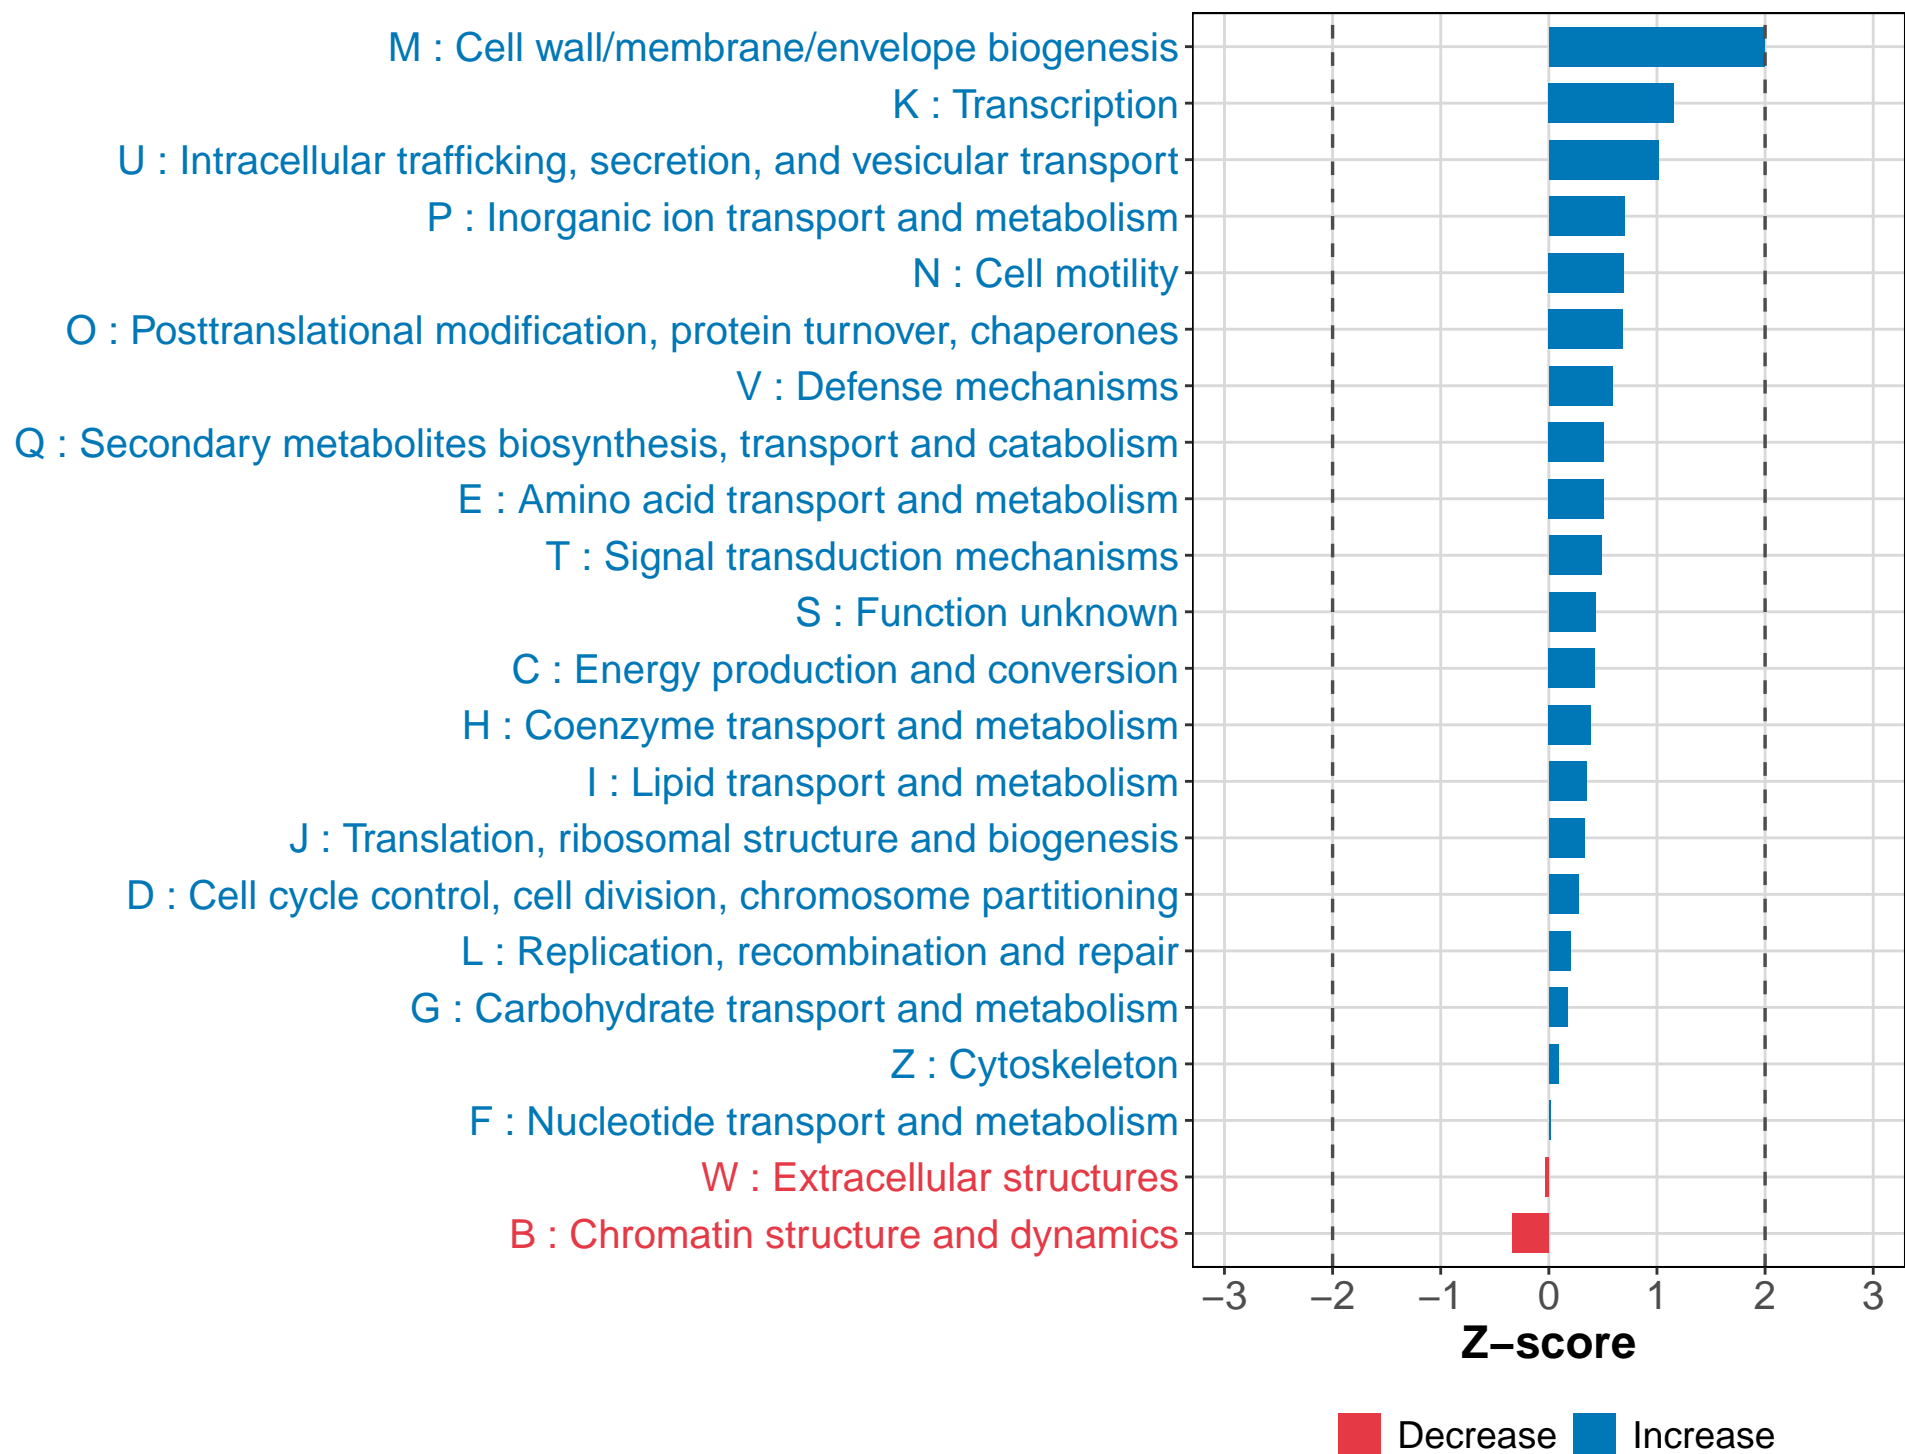 M : Cell wall/membrane/envelope biogenesis
K : Transcription
U : Intracellular trafficking, secretion, and vesicular transport
P : Inorganic ion transport and metabolism
N : Cell motility
O : Posttranslational modification, protein turnover, chaperones
V : Defense mechanisms
Q : Secondary metabolites biosynthesis, transport and catabolism
E : Amino acid transport and metabolism
T : Signal transduction mechanisms
S : Function unknown
C : Energy production and conversion
H : Coenzyme transport and metabolism
I : Lipid transport and metabolism
J : Translation, ribosomal structure and biogenesis
D : Cell cycle control, cell division, chromosome partitioning
L : Replication, recombination and repair
G : Carbohydrate transport and metabolism
Z : Cytoskeleton
F : Nucleotide transport and metabolism
W : Extracellular structures
B : Chromatin structure and dynamics
−3 −2 −1 0 1 2 3
Z−score
Decrease Increase